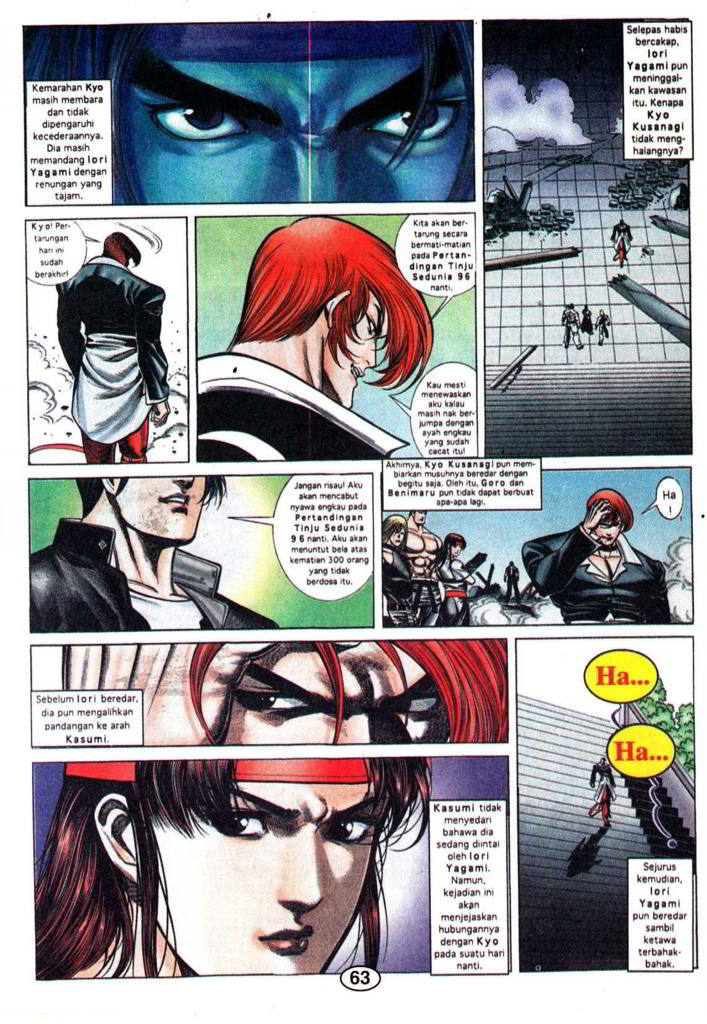 Kemarahan Kyo
masih membara
dan tidak
dipengaruhi
kecederaannya.
Dia masih
memandang Iori
Yagami dengan
renungan yang
tajam.
Selepas habis
bercakap,
Iori
Yagami pun
meninggal-
kan kawasan
itu. Kenapa
Kyo
Kusanagi
tidak meng-
halangnya?
Kyo! Per-
tarungan
hari ini
sudah
berakhir!
Kita akan ber-
tarung secara
bermati-matian
pada Pertan-
dingan Tinju
Sedunia 96
nanti.
Kau mesti
menewaskan
aku kalau
masih nak ber-
jumpa dengan
ayah engkau
yang sudah
cacat itu!
Jangan risau! Aku
akan mencabut
nyawa engkau pada
Pertandingan
Tinju Sedunia
96 nanti. Aku akan
menuntut bela atas
kematian 300 orang
yang tidak
berdosa itu.
Akhirnya, Kyo Kusanagi pun mem-
biarkan musuhnya beredar dengan
begitu saja. Oleh itu, Goro dan
Benimaru pun tidak dapat berbuat
apa-apa lagi.
Ha
!
Sebelum Iori beredar,
dia pun mengalihkan
pandangan ke arah
Kasumi.
Ha...
Ha...
Kasumi tidak
menyedari
bahawa dia
sedang diintai
oleh Iori
Yagami.
Namun,
kejadian ini
akan
menjejaskan
hubungannya
dengan Kyo
pada suatu hari
nanti.
Sejurus
kemudian,
Iori
Yagami
pun beredar
sambil
ketawa
terbahak-
bahak.
63